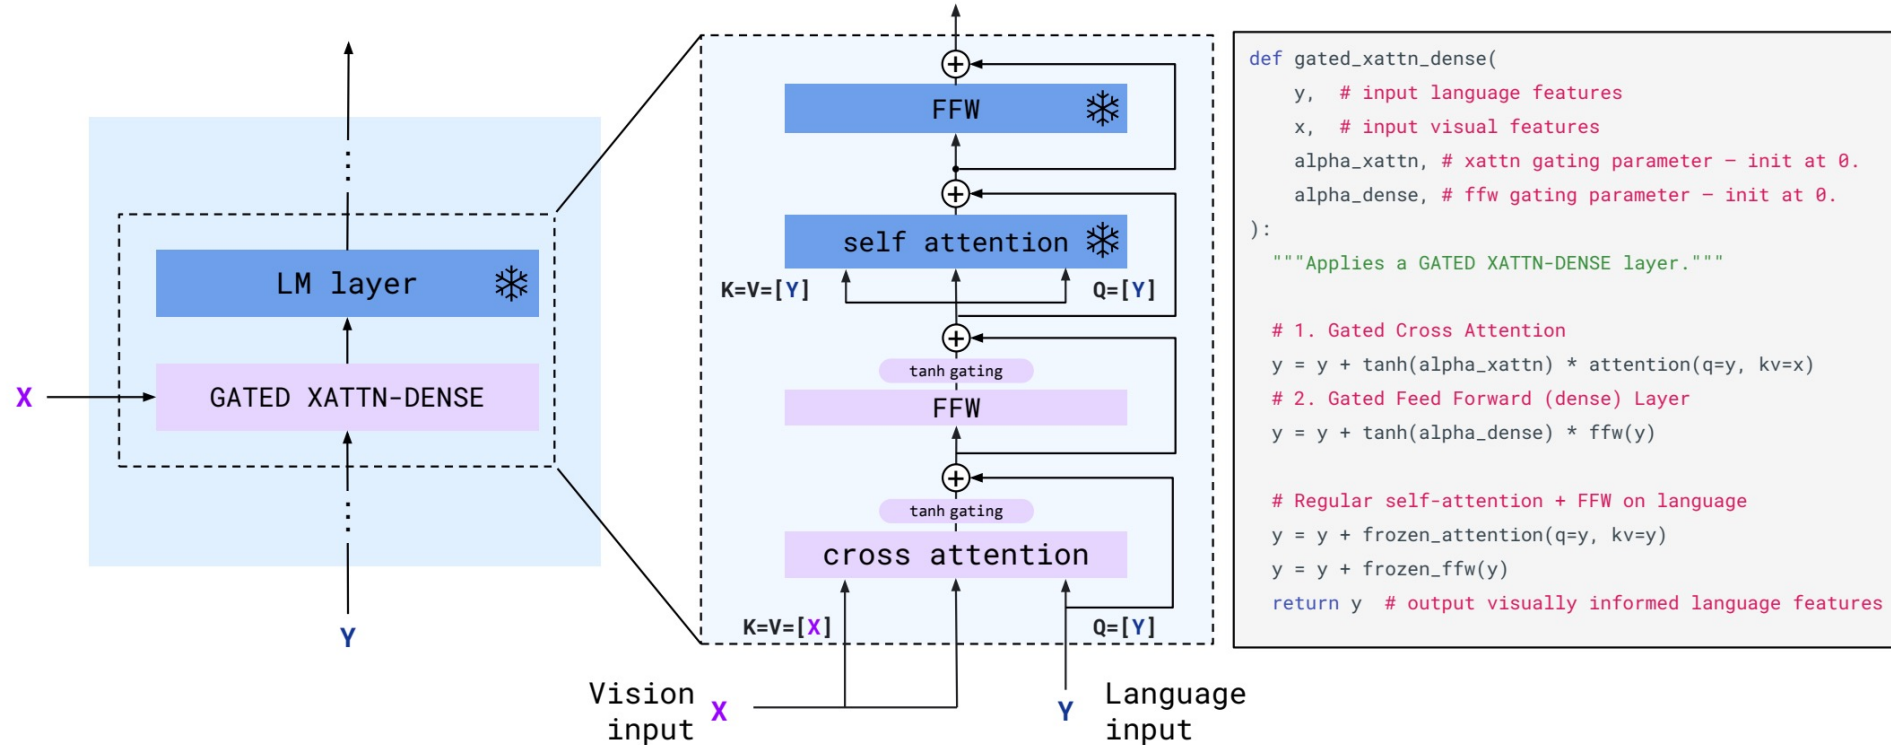 LM layer
X
GATED XATTN-DENSE
Y
FFW
self attention
K=V=[Y]
Q=[Y]
tanh gating
FFW
tanh gating
cross attention
K=V=[X]
Q=[Y]
Vision
input
X
Y
Language
input
def gated_xattn_dense(
y, # input language features
x, # input visual features
alpha_xattn, # xattn gating parameter – init at 0.
alpha_dense, # ffw gating parameter – init at 0.
):
"""Applies a GATED XATTN-DENSE layer."""
# 1. Gated Cross Attention
y = y + tanh(alpha_xattn) * attention(q=y, kv=x)
# 2. Gated Feed Forward (dense) Layer
y = y + tanh(alpha_dense) * ffw(y)
# Regular self-attention + FFW on language
y = y + frozen_attention(q=y, kv=y)
y = y + frozen_ffw(y)
return y # output visually informed language features